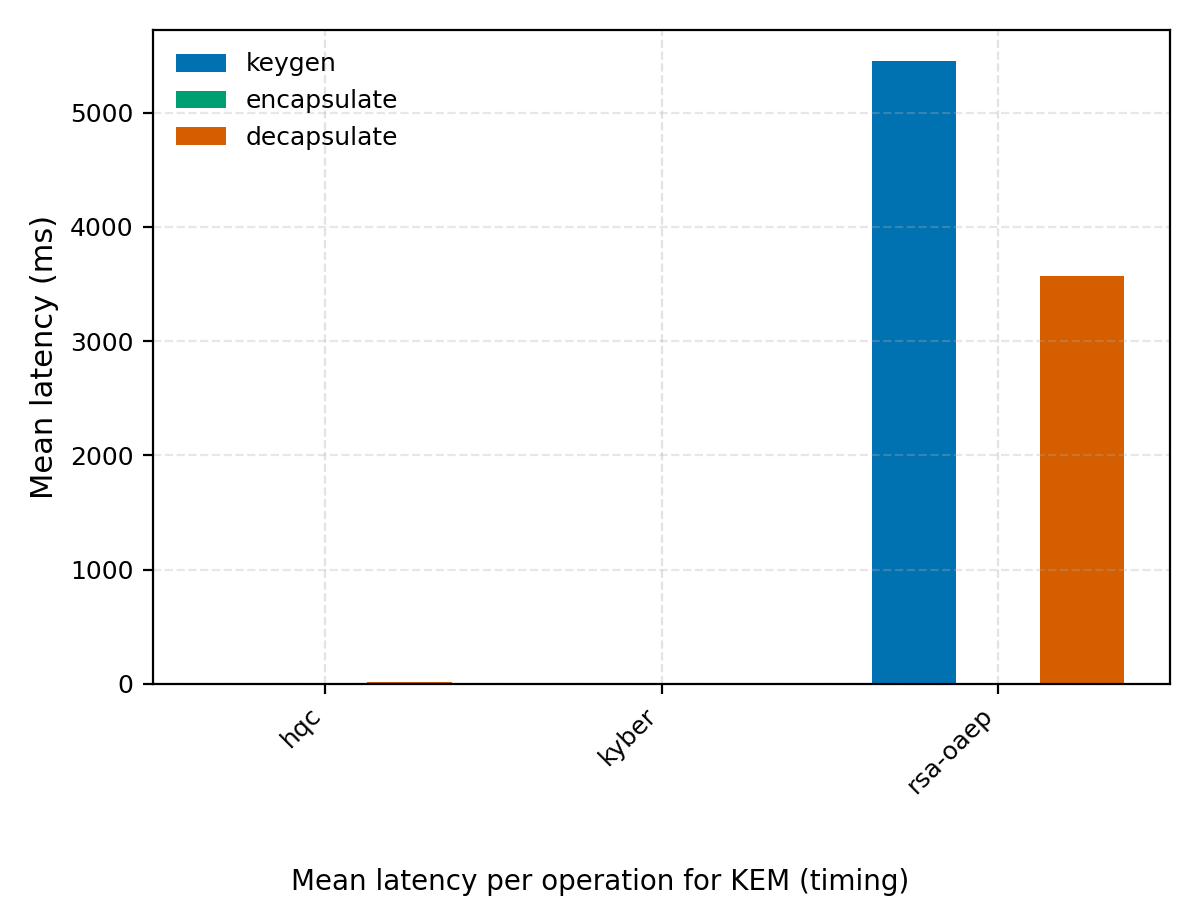 keygen
encapsulate
decapsulate
5000
4000
3000
2000
1000
0
Mean latency (ms)
hqc
kyber
rsa-oaep
Mean latency per operation for KEM (timing)